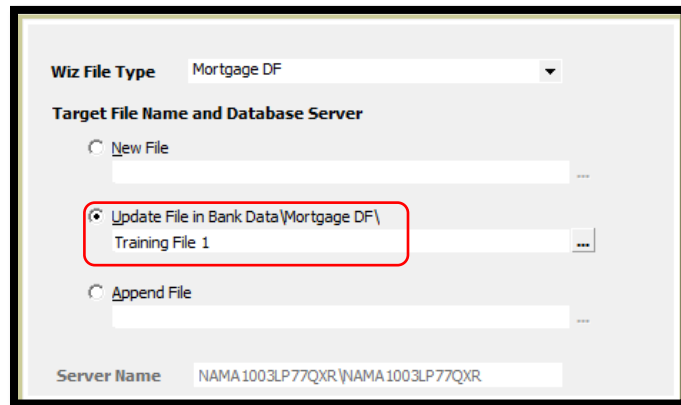 Wiz File Type Mortgage DF
Target File Name and Database Server
New File
...
Update File in Bank Data\Mortgage DF\
Training File 1 ...
Append File
...
Server Name NAMA1003LP77QXR\NAMA1003LP77QXR